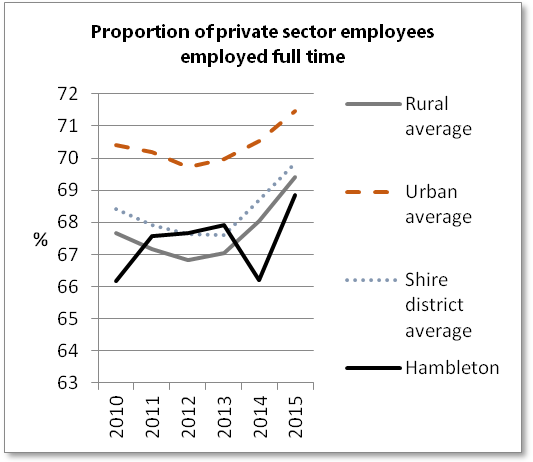 Proportion of private sector employees
employed full time
72
71
70
69
68
67
66
65
64
63
%
2010
2011
2012
2013
2014
2015
Rural
average
Urban
average
Shire
district
average
Hambleton